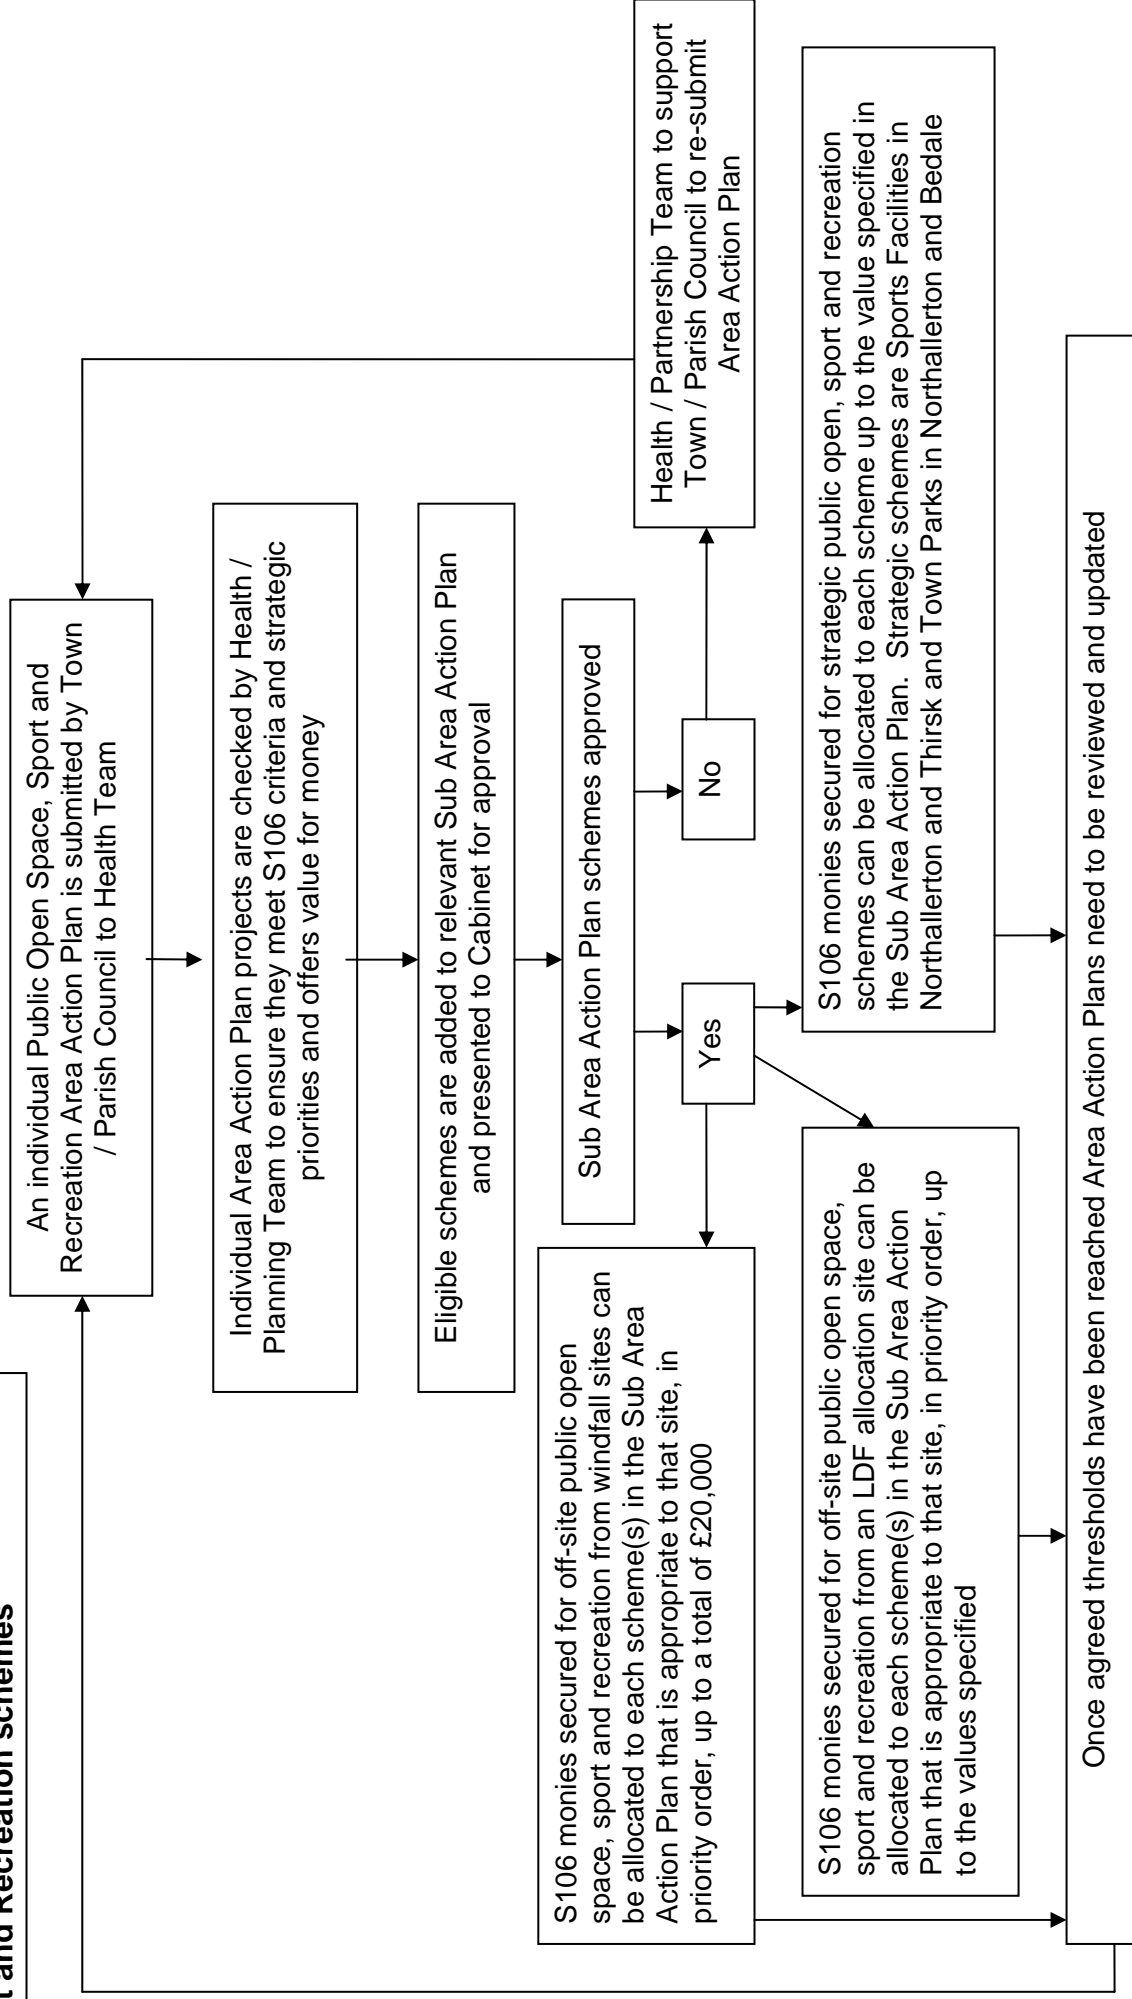 t and Recreation schemes
An individual Public Open Space, Sport and
Recreation Area Action Plan is submitted by Town
/ Parish Council to Health Team
Individual Area Action Plan projects are checked by Health /
Planning Team to ensure they meet S106 criteria and strategic
priorities and offers value for money
Eligible schemes are added to relevant Sub Area Action Plan
and presented to Cabinet for approval
Sub Area Action Plan schemes approved
Yes
No
Health / Partnership Team to support
Town / Parish Council to re-submit
Area Action Plan
S106 monies secured for off-site public open
space, sport and recreation from windfall sites can
be allocated to each scheme(s) in the Sub Area
Action Plan that is appropriate to that site, in
priority order, up to a total of £20,000
S106 monies secured for off-site public open space,
sport and recreation from an LDF allocation site can be
allocated to each scheme(s) in the Sub Area Action
Plan that is appropriate to that site, in priority order, up
to the values specified
S106 monies secured for strategic public open, sport and recreation
schemes can be allocated to each scheme up to the value specified in
the Sub Area Action Plan.  Strategic schemes are Sports Facilities in
Northallerton and Thirsk and Town Parks in Northallerton and Bedale
Once agreed thresholds have been reached Area Action Plans need to be reviewed and updated